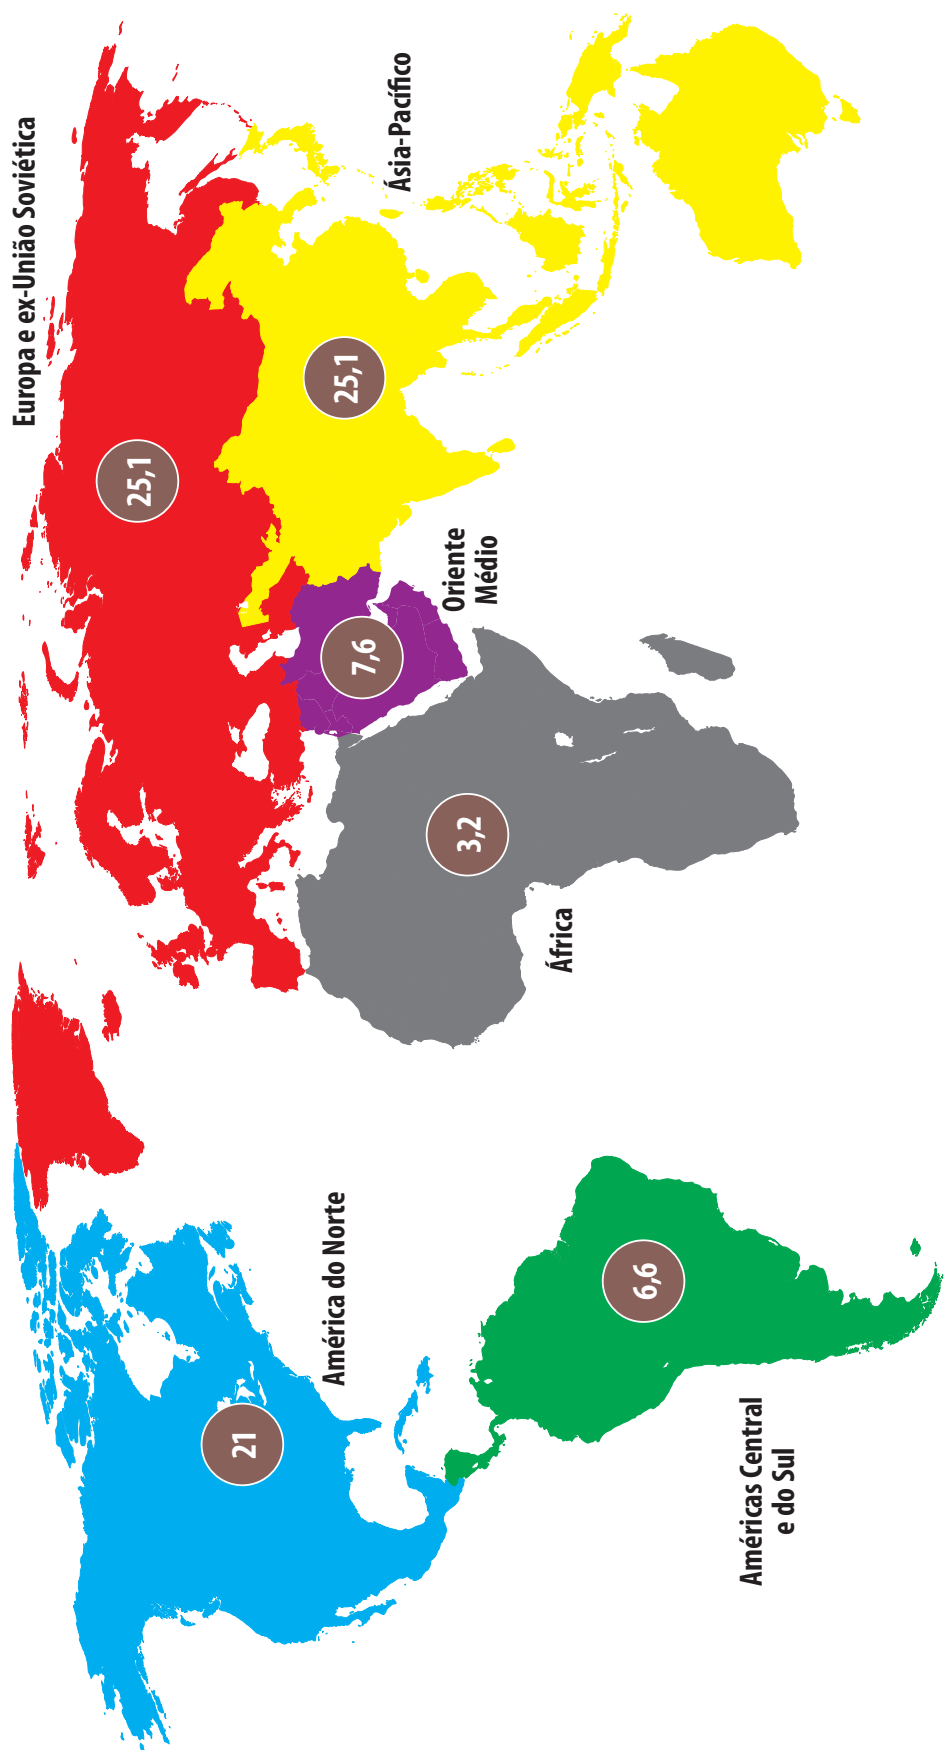 Europa e ex-União Soviética
25,1
21
América do Norte
25,1
Ásia-Pacífico
7,6
Oriente
Médio
3,2
África
6,6
Américas Central
e do Sul